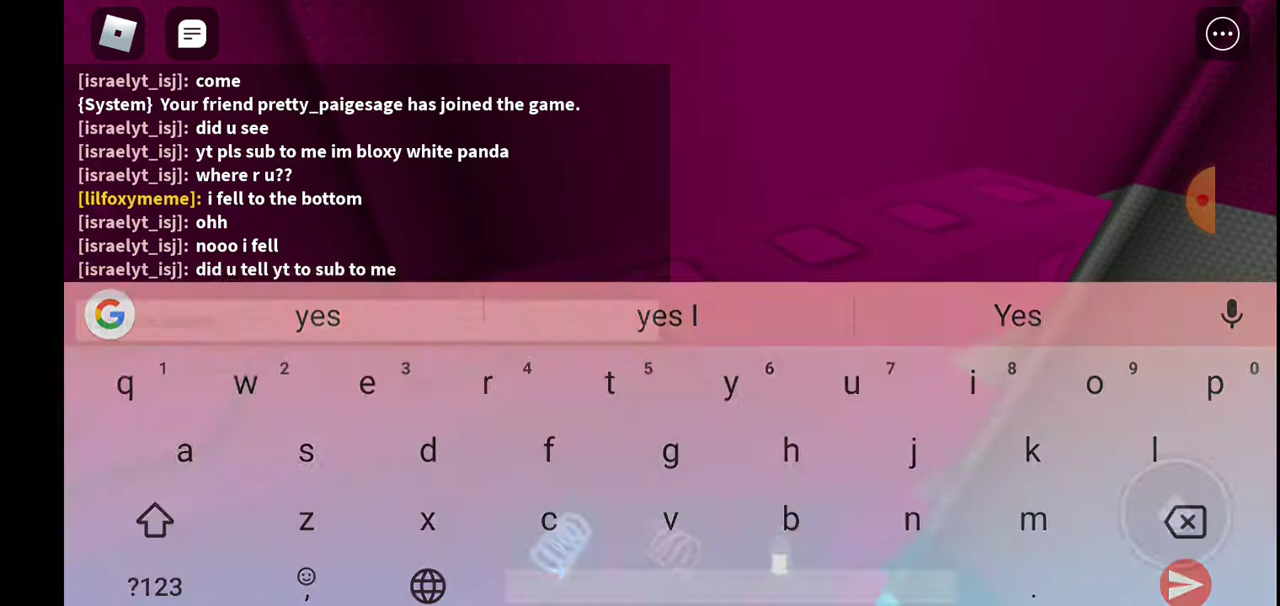 [israelyt_isj]: come
{System} Your friend pretty_paigesage has joined the game.
[israelyt_isj]: did u see
[israelyt_isj]: yt pls sub to me im bloxy white panda
[israelyt_isj]: where r u??
[lilfoxymeme]: i fell to the bottom
[israelyt_isj]: ohh
[israelyt_isj]: nooo i fell
[israelyt_isj]: did u tell yt to sub to me
yes yes I Yes
q 1 w 2 e 3 r 4 t 5 y 6 u 7 i 8 o 9 p 0
a s d f g h j k l
z x c v b n m
?123 , .